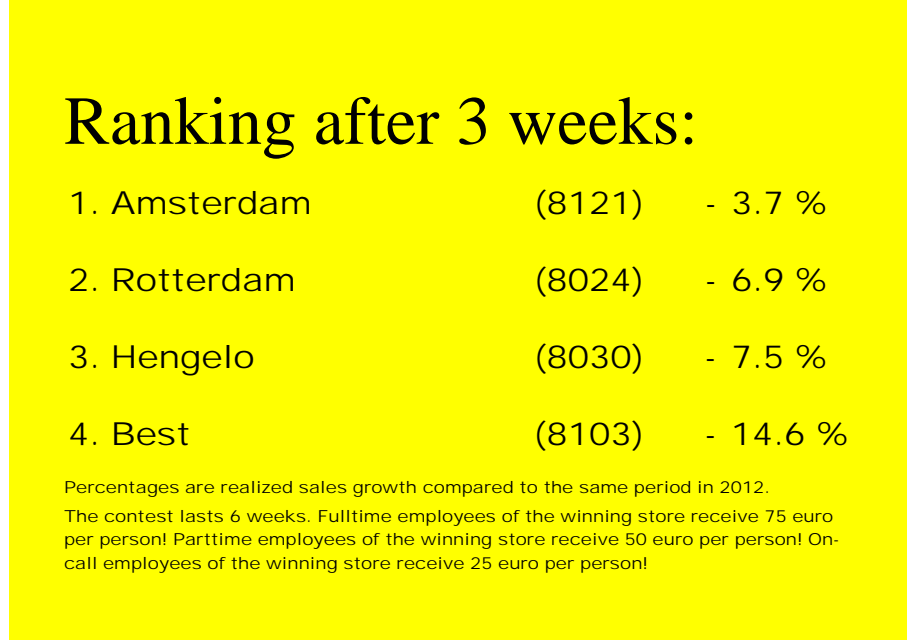 Ranking after 3 weeks:
1. Amsterdam (8121) - 3.7 %
2. Rotterdam (8024) - 6.9 %
3. Hengelo (8030) - 7.5 %
4. Best (8103) - 14.6 %
Percentages are realized sales growth compared to the same period in 2012.
The contest lasts 6 weeks. Fulltime employees of the winning store receive 75 euro
per person! Parttime employees of the winning store receive 50 euro per person! On-
call employees of the winning store receive 25 euro per person!